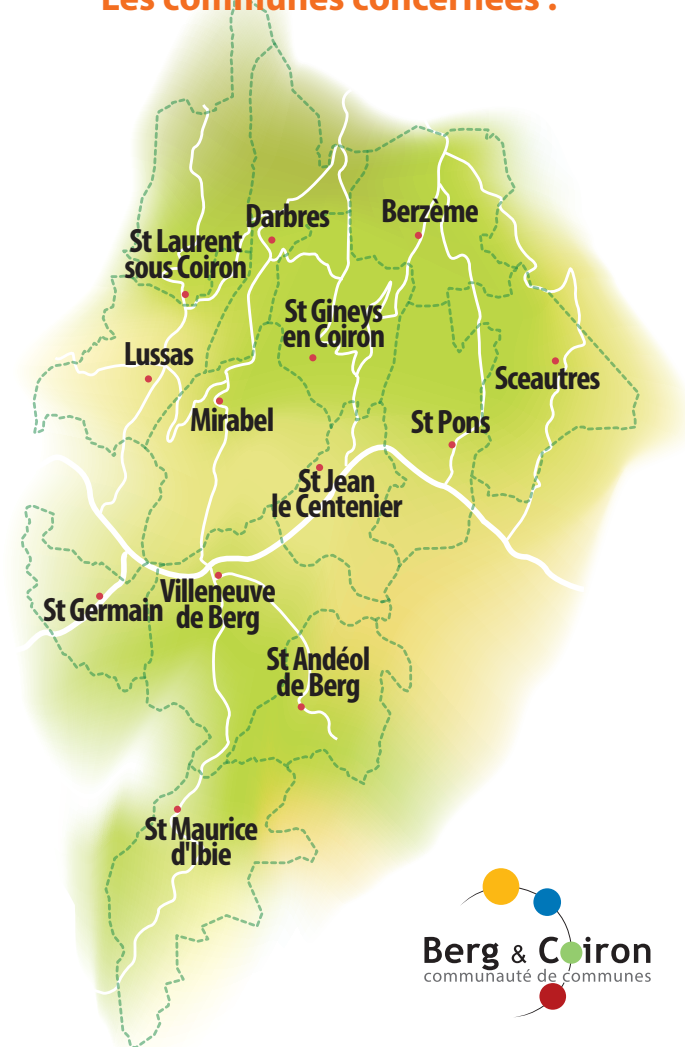 Les communes concernées :
Darbres
Berzème
St Laurent
sous Coiron
St Gineys
en Coiron
Lussas
Sceautres
Mirabel
St Pons
St Jean
le Centenier
St Germain
Villeneuve
de Berg
St Andéol
de Berg
St Maurice
d'Ibie
Berg & Coiron
communauté de communes